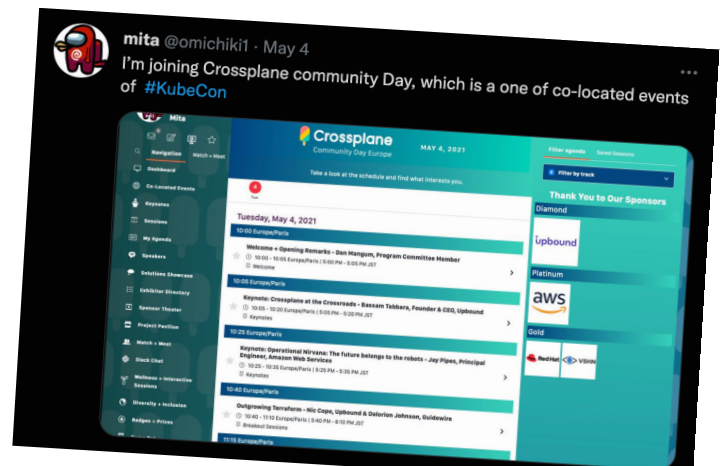 mita @omichiki1 · May 4
I'm joining Crossplane community Day, which is a one of co-located events
of #KubeCon
Mita
Navigation
Watch + Meet
Dashboard
Co-Located Events
Keynotes
Sessions
My Agenda
Speakers
Solutions Showcase
Exhibitor Directory
Sponsor Theater
Project Pavilion
Watch + Meet
Slack Chat
Wellness + Interactive
Sessions
Diversity + Inclusion
Badges + Prizes
Crossplane
Community Day Europe
MAY 4, 2021
Take a look at the schedule and find what interests you.
4
Tue
Tuesday, May 4, 2021
10:00 Europe/Paris
Welcome + Opening Remarks - Dan Mangum, Program Committee Member
10:00 - 10:05 Europe/Paris | 5:00 PM - 5:05 PM JST
Welcome
10:05 Europe/Paris
Keynote: Crossplane at the Crossroads - Bassam Tabbara, Founder & CEO, Upbound
10:05 - 10:20 Europe/Paris | 5:05 PM - 5:20 PM JST
Keynotes
10:25 Europe/Paris
Keynote: Operational Nirvana: The future belongs to the robots - Jay Pipes, Principal
Engineer, Amazon Web Services
10:25 - 10:35 Europe/Paris | 5:25 PM - 5:35 PM JST
Keynotes
10:40 Europe/Paris
Outgrowing Terraform - Nic Cope, Upbound & Delorion Johnson, Guidewire
10:40 - 11:10 Europe/Paris | 5:40 PM - 6:10 PM JST
Breakout Sessions
11:15 Europe/Paris
Filter agenda
Saved Sessions
Filter by track
Thank You to Our Sponsors
Diamond
upbound
Platinum
aws
Gold
Red Hat
VSHN